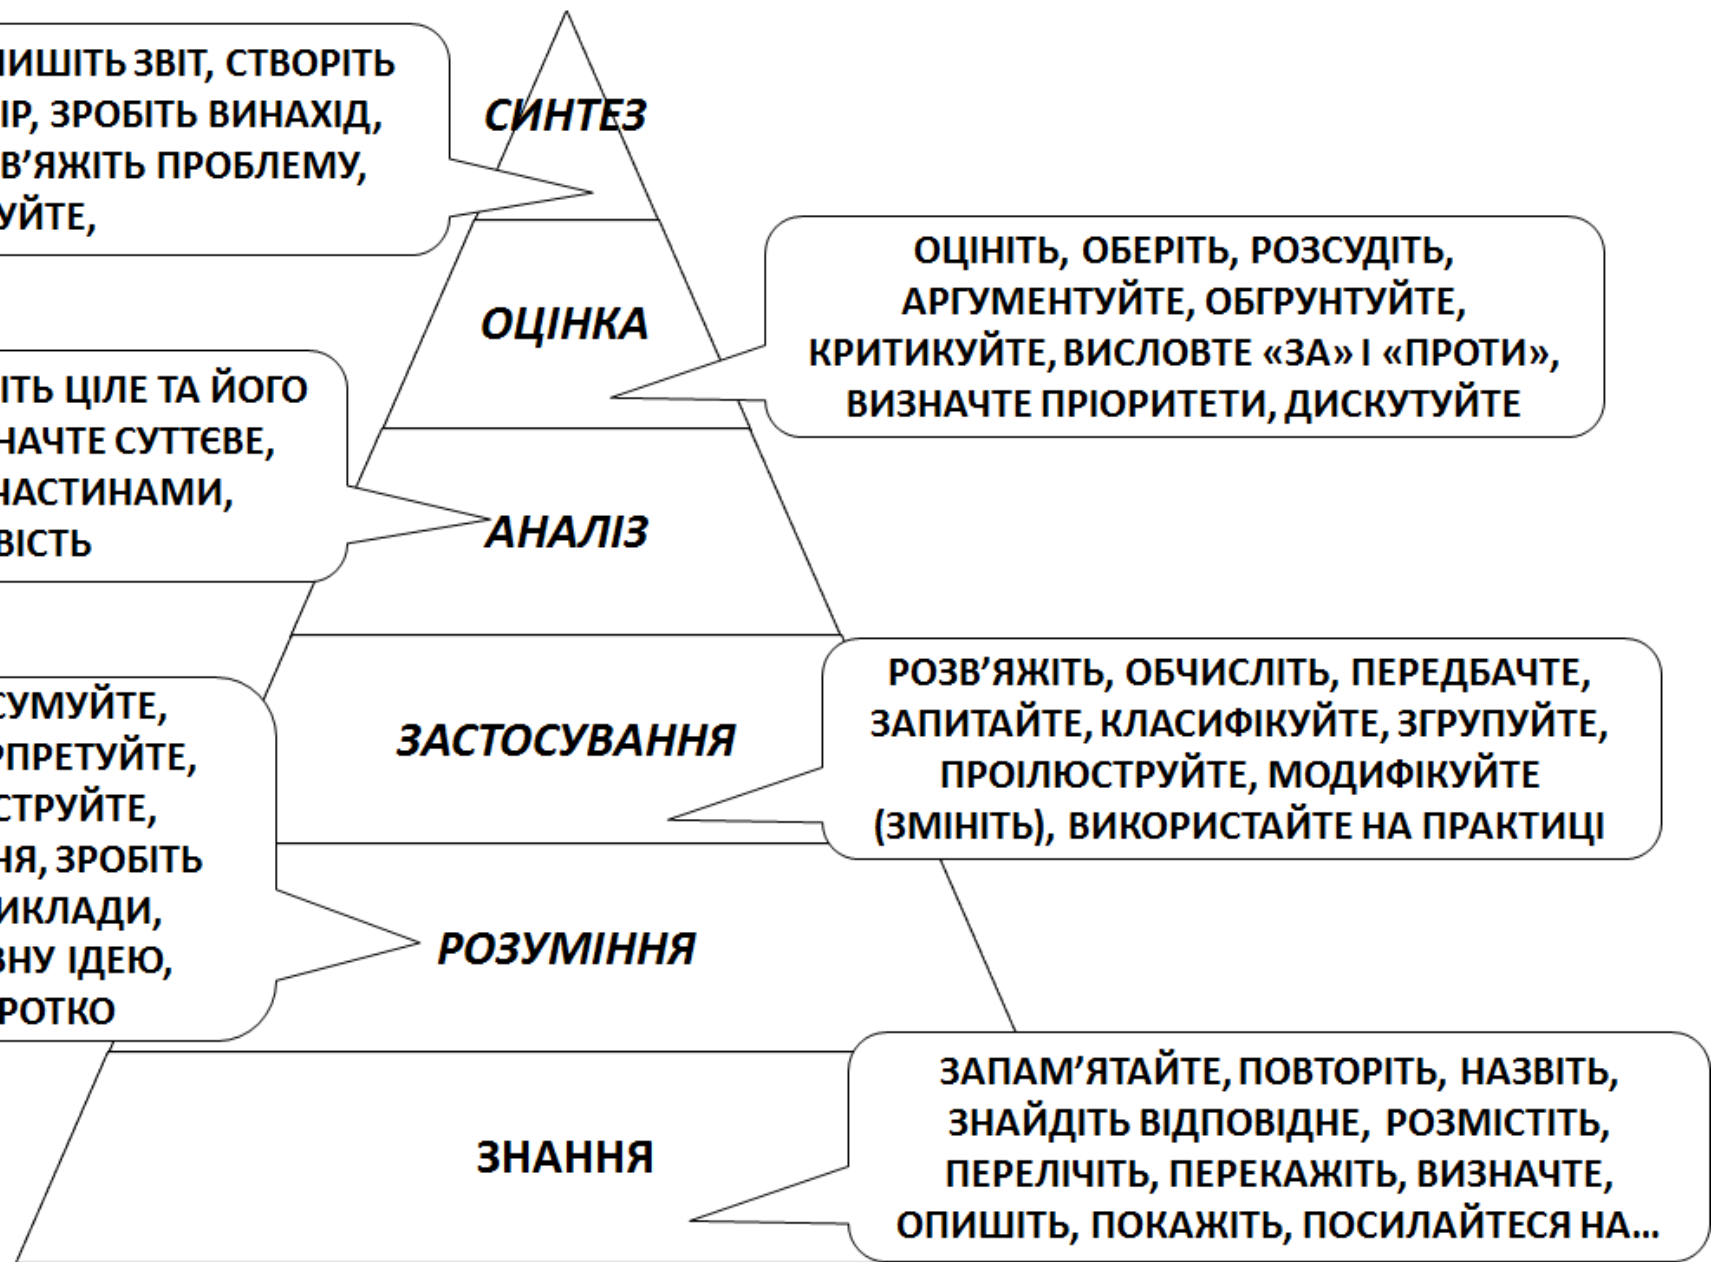 ПИШІТЬ ЗВІТ, СТВОРІТЬ
ІР, ЗРОБІТЬ ВИНАХІД,
В’ЯЖІТЬ ПРОБЛЕМУ,
УЙТЕ,
СИНТЕЗ
ОЦІНІТЬ, ОБЕРІТЬ, РОЗСУДІТЬ,
АРГУМЕНТУЙТЕ, ОБГРУНТУЙТЕ,
КРИТИКУЙТЕ, ВИСЛОВТЕ «ЗА» І «ПРОТИ»,
ВИЗНАЧТЕ ПРІОРИТЕТИ, ДИСКУТУЙТЕ
ОЦІНКА
ІТЬ ЦІЛЕ ТА ЙОГО
НАЧТЕ СУТТЄВЕ,
ЧАСТИНАМИ,
ВІСТЬ
АНАЛІЗ
РОЗВ’ЯЖІТЬ, ОБЧИСЛІТЬ, ПЕРЕДБАЧТЕ,
ЗАПИТАЙТЕ, КЛАСИФІКУЙТЕ, ЗГРУПУЙТЕ,
ПРОІЛЮСТРУЙТЕ, МОДИФІКУЙТЕ
(ЗМІНІТЬ), ВИКОРИСТАЙТЕ НА ПРАКТИЦІ
ЗАСТОСУВАННЯ
СУМУЙТЕ,
РПРЕТУЙТЕ,
СТРУЙТЕ,
НЯ, ЗРОБІТЬ
ИКЛАДИ,
ВНУ ІДЕЮ,
РОТКО
РОЗУМІННЯ
ЗАПАМ’ЯТАЙТЕ, ПОВТОРІТЬ, НАЗВІТЬ,
ЗНАЙДІТЬ ВІДПОВІДНЕ, РОЗМІСТІТЬ,
ПЕРЕЛІЧІТЬ, ПЕРЕКАЖІТЬ, ВИЗНАЧТЕ,
ОПИШІТЬ, ПОКАЖІТЬ, ПОСИЛАЙТЕСЯ НА…
ЗНАННЯ